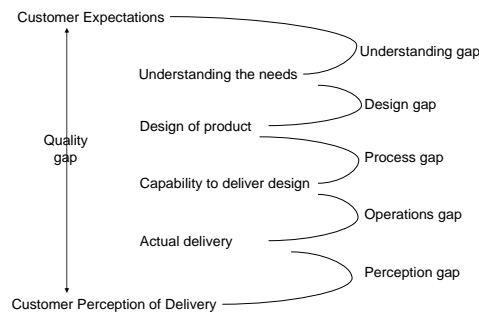 Customer Expectations
Understanding gap
Understanding the needs
Design gap
Design of product
Quality
gap
Process gap
Capability to deliver design
Operations gap
Actual delivery
Perception gap
Customer Perception of Delivery